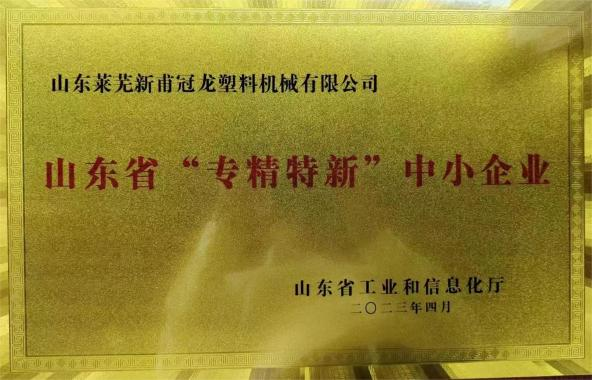 山东莱芜新甫冠龙塑料机械有限公司
山东省“专精特新”中小企业
山东省工业和信息化厅
二〇二三年四月